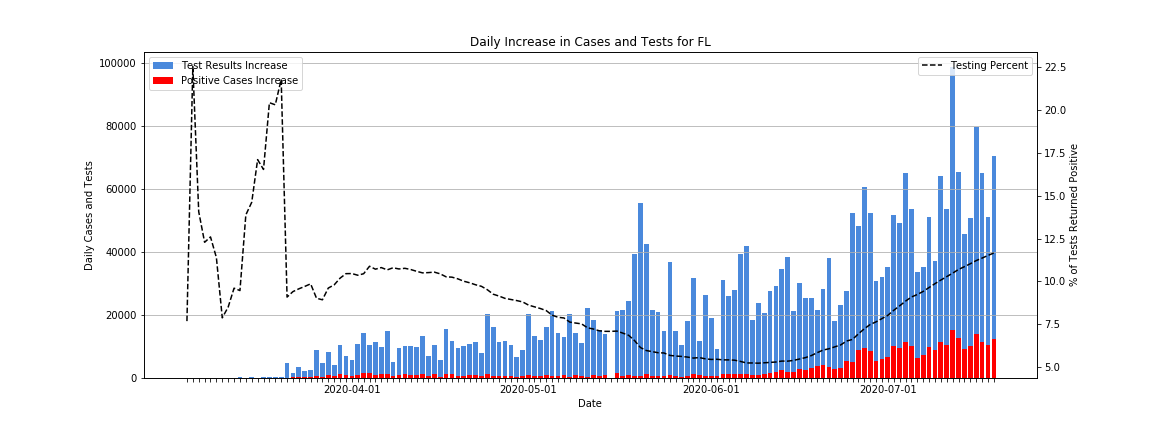 Daily Increase in Cases and Tests for FL
Test Results Increase
Positive Cases Increase
Testing Percent
100000
80000
60000
40000
20000
0
Daily Cases and Tests
22.5
20.0
17.5
15.0
12.5
10.0
7.5
5.0
% of Tests Returned Positive
2020-04-01
2020-05-01
2020-06-01
2020-07-01
Date